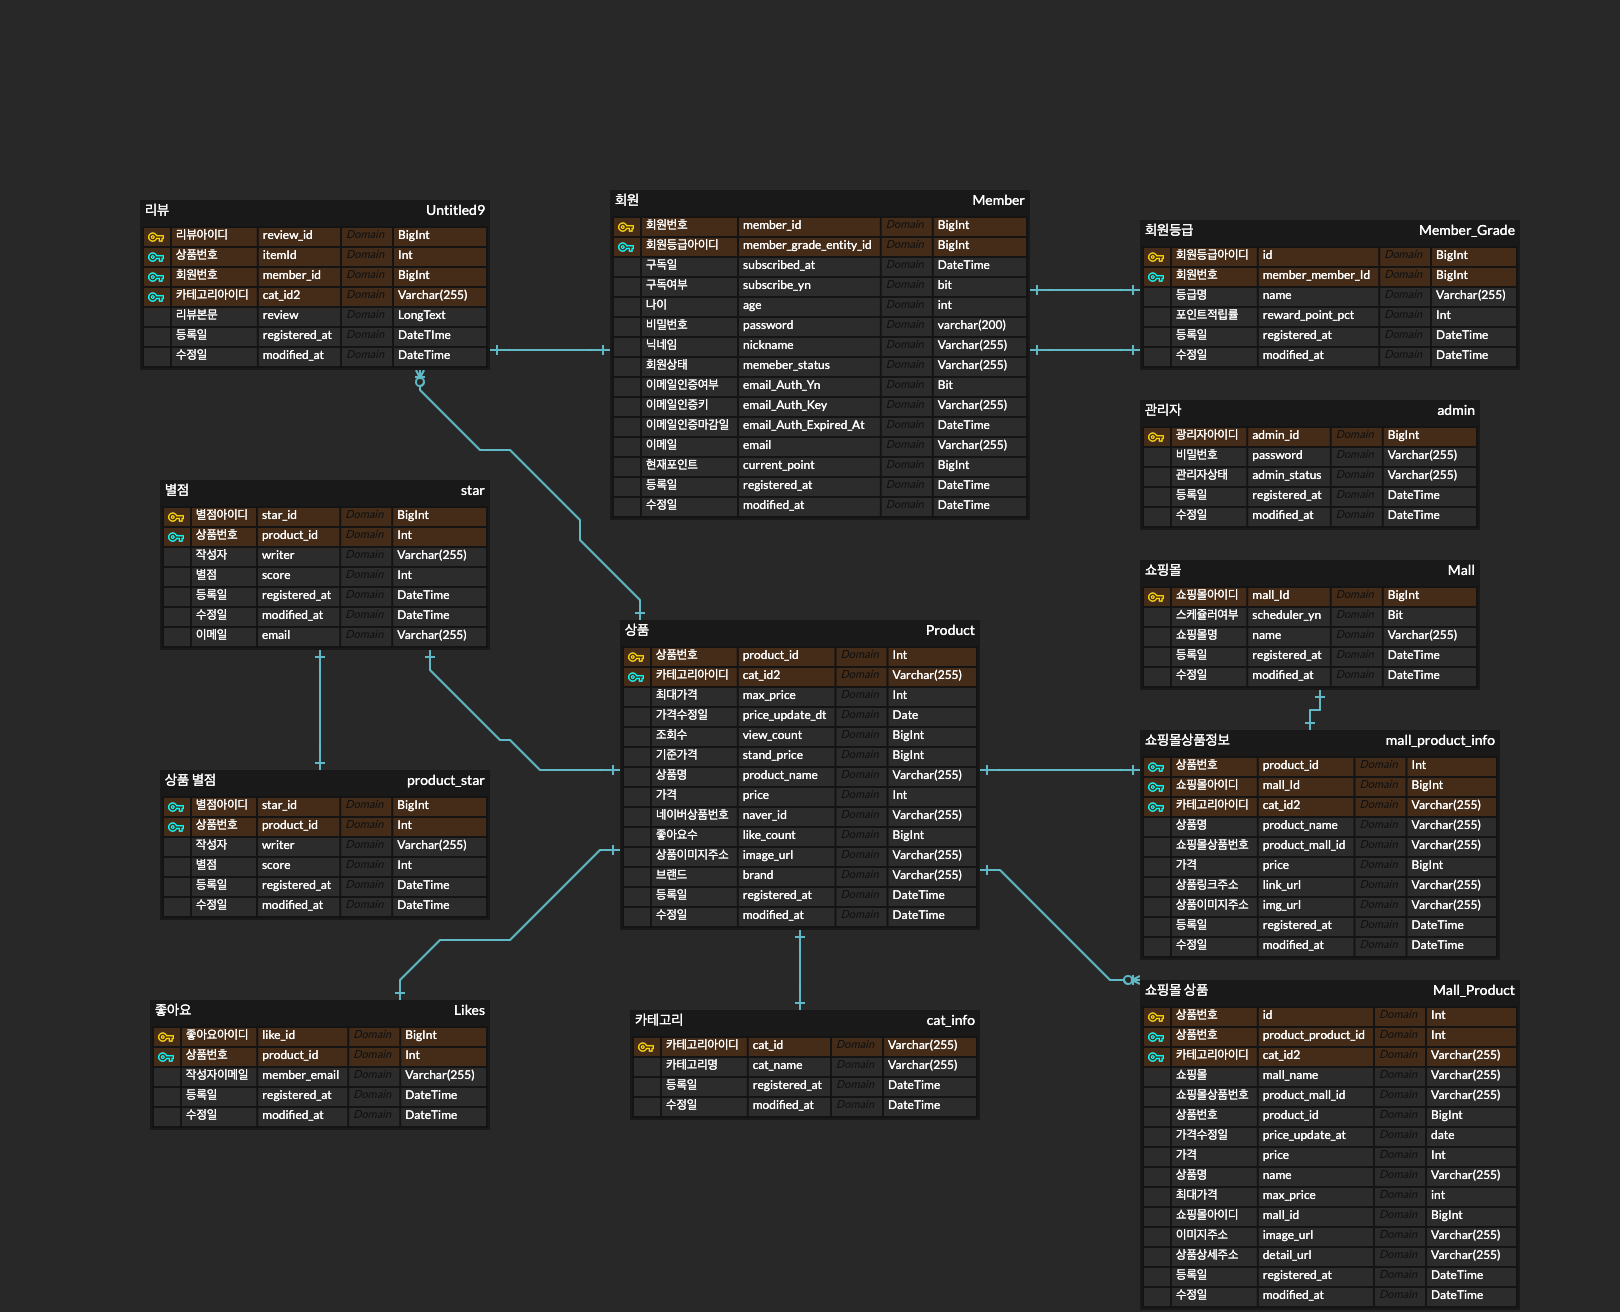 리뷰 Untitled9
리뷰아이디 review_id Domain BigInt
상품번호 itemId Domain Int
회원번호 member_id Domain BigInt
카테고리아이디 cat_id2 Domain Varchar(255)
리뷰본문 review Domain LongText
등록일 registered_at Domain DateTIme
수정일 modified_at Domain DateTime
회원 Member
회원번호 member_id Domain BigInt
회원등급아이디 member_grade_entity_id Domain BigInt
구독일 subscribed_at Domain DateTime
구독여부 subscribe_yn Domain bit
나이 age Domain int
비밀번호 password Domain varchar(200)
닉네임 nickname Domain Varchar(255)
회원상태 memeber_status Domain Varchar(255)
이메일인증여부 email_Auth_Yn Domain Bit
이메일인증키 email_Auth_Key Domain Varchar(255)
이메일인증마감일 email_Auth_Expired_At Domain DateTime
이메일 email Domain Varchar(255)
현재포인트 current_point Domain BigInt
등록일 registered_at Domain DateTime
수정일 modified_at Domain DateTime
회원등급 Member_Grade
회원등급아이디 id Domain BigInt
회원번호 member_member_Id Domain BigInt
등급명 name Domain Varchar(255)
포인트적립률 reward_point_pct Domain Int
등록일 registered_at Domain DateTime
수정일 modified_at Domain DateTime
관리자 admin
광리자아이디 admin_id Domain BigInt
비밀번호 password Domain Varchar(255)
관리자상태 admin_status Domain Varchar(255)
등록일 registered_at Domain DateTime
수정일 modified_at Domain DateTime
별점 star
별점아이디 star_id Domain BigInt
상품번호 product_id Domain Int
작성자 writer Domain Varchar(255)
별점 score Domain Int
등록일 registered_at Domain DateTime
수정일 modified_at Domain DateTime
이메일 email Domain Varchar(255)
쇼핑몰 Mall
쇼핑몰아이디 mall_Id Domain BigInt
스케쥴러여부 scheduler_yn Domain Bit
쇼핑몰명 name Domain Varchar(255)
등록일 registered_at Domain DateTime
수정일 modified_at Domain DateTime
상품 Product
상품번호 product_id Domain Int
카테고리아이디 cat_id2 Domain Varchar(255)
최대가격 max_price Domain Int
가격수정일 price_update_dt Domain Date
조회수 view_count Domain BigInt
기준가격 stand_price Domain BigInt
상품명 product_name Domain Varchar(255)
가격 price Domain Int
네이버상품번호 naver_id Domain Varchar(255)
좋아요수 like_count Domain BigInt
상품이미지주소 image_url Domain Varchar(255)
브랜드 brand Domain Varchar(255)
등록일 registered_at Domain DateTime
수정일 modified_at Domain DateTime
쇼핑몰상품정보 mall_product_info
상품번호 product_id Domain Int
쇼핑몰아이디 mall_Id Domain BigInt
카테고리아이디 cat_id2 Domain Varchar(255)
상품명 product_name Domain Varchar(255)
쇼핑몰상품번호 product_mall_id Domain Varchar(255)
가격 price Domain BigInt
상품링크주소 link_url Domain Varchar(255)
상품이미지주소 img_url Domain Varchar(255)
등록일 registered_at Domain DateTime
수정일 modified_at Domain DateTime
상품 별점 product_star
별점아이디 star_id Domain BigInt
상품번호 product_id Domain Int
작성자 writer Domain Varchar(255)
별점 score Domain Int
등록일 registered_at Domain DateTime
수정일 modified_at Domain DateTime
좋아요 Likes
좋아요아이디 like_id Domain BigInt
상품번호 product_id Domain Int
작성자이메일 member_email Domain Varchar(255)
등록일 registered_at Domain DateTime
수정일 modified_at Domain DateTime
카테고리 cat_info
카테고리아이디 cat_id Domain Varchar(255)
카테고리명 cat_name Domain Varchar(255)
등록일 registered_at Domain DateTime
수정일 modified_at Domain DateTime
쇼핑몰 상품 Mall_Product
상품번호 id Domain Int
상품번호 product_product_id Domain Int
카테고리아이디 cat_id2 Domain Varchar(255)
쇼핑몰 mall_name Domain Varchar(255)
쇼핑몰상품번호 product_mall_id Domain Varchar(255)
상품번호 product_id Domain BigInt
가격수정일 price_update_at Domain date
가격 price Domain Int
상품명 name Domain Varchar(255)
최대가격 max_price Domain int
쇼핑몰아이디 mall_id Domain BigInt
이미지주소 image_url Domain Varchar(255)
상품상세주소 detail_url Domain Varchar(255)
등록일 registered_at Domain DateTime
수정일 modified_at Domain DateTime